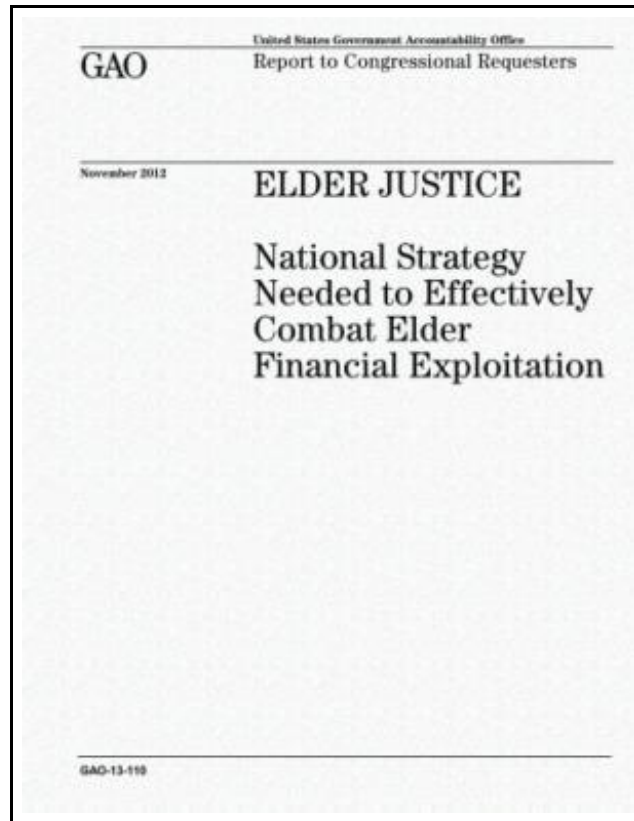 United States Government Accountability Office
GAO
Report to Congressional Requesters
November 2012
ELDER JUSTICE
National Strategy
Needed to Effectively
Combat Elder
Financial Exploitation
GAO-13-110